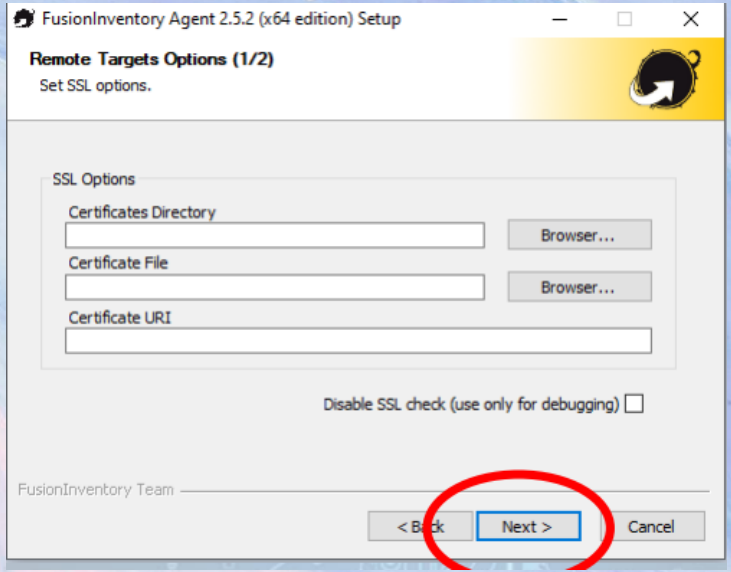 FusionInventory Agent 2.5.2 (x64 edition) Setup
Remote Targets Options (1/2)
Set SSL options.
SSL Options
Certificates Directory
Browser...
Certificate File
Browser...
Certificate URI
Disable SSL check (use only for debugging)
FusionInventory Team
< Back Next > Cancel